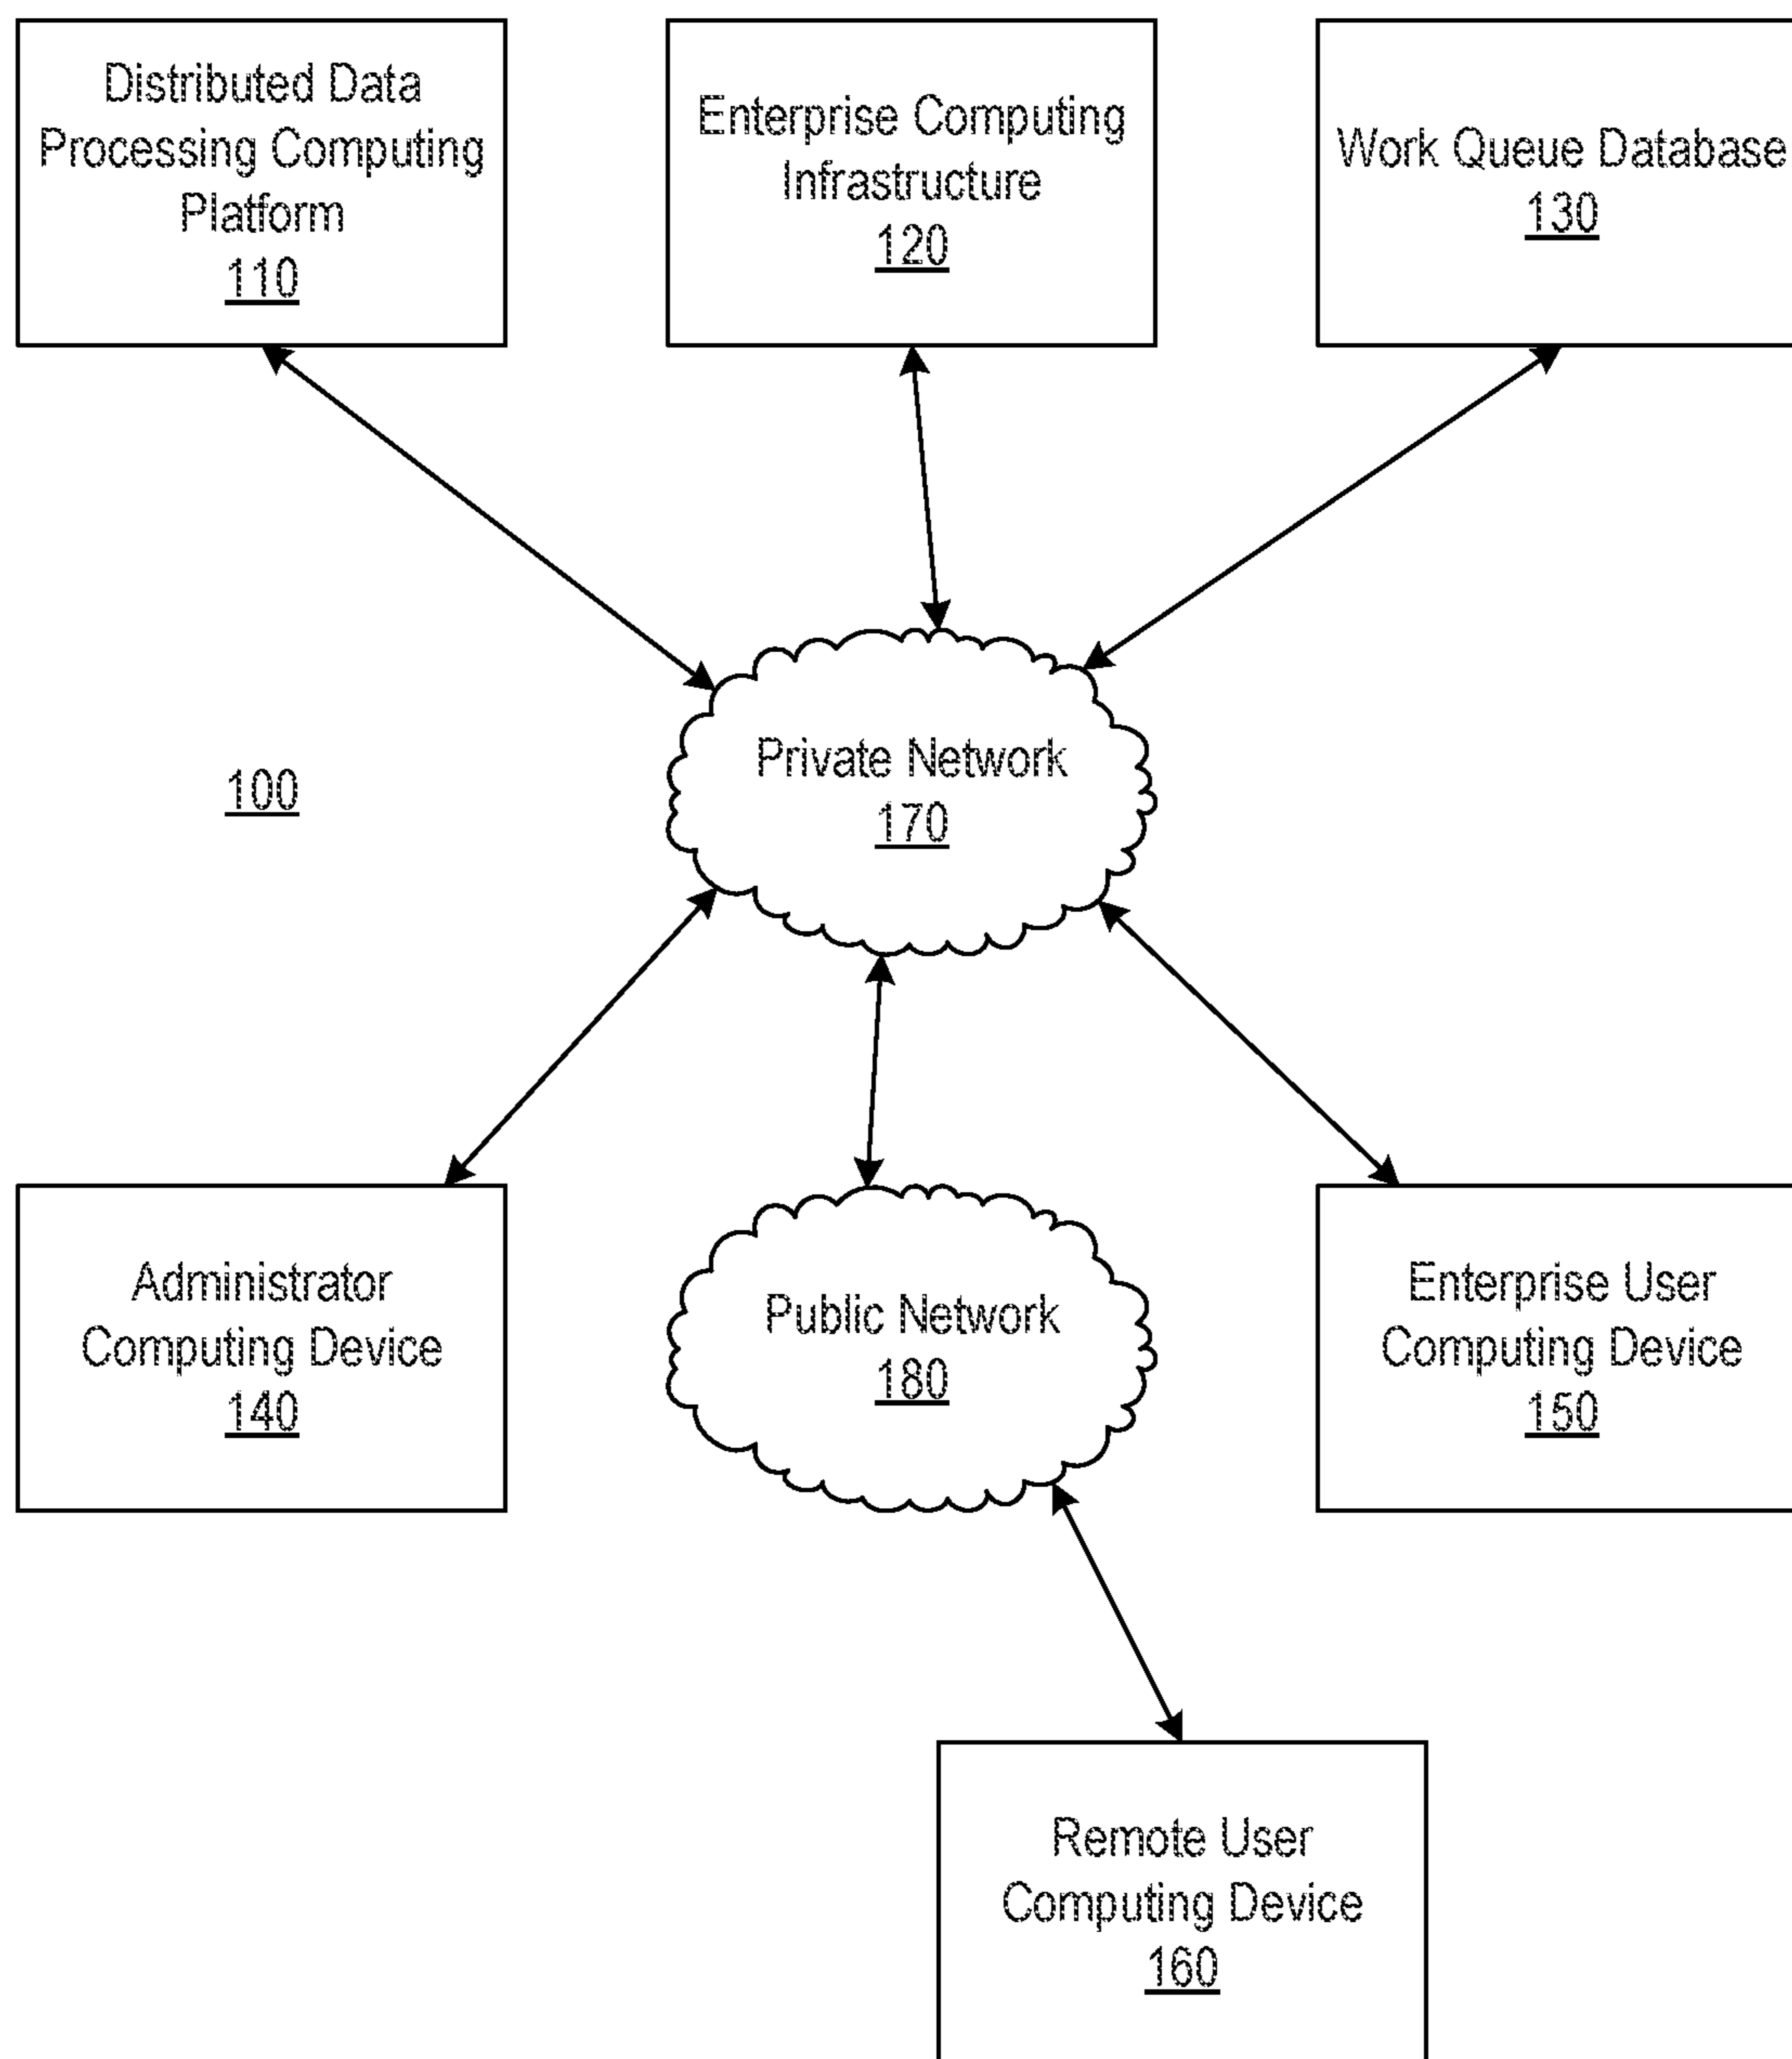 Distributed Data
Processing Computing
Platform
110
Enterprise Computing
Infrastructure
120
Work Queue Database
130
100
Private Network
170
Administrator
Computing Device
140
Public Network
180
Enterprise User
Computing Device
150
Remote User
Computing Device
160